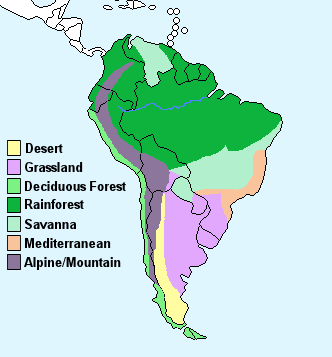 Desert
Grassland
Deciduous Forest
Rainforest
Savanna
Mediterranean
Alpine/Mountain